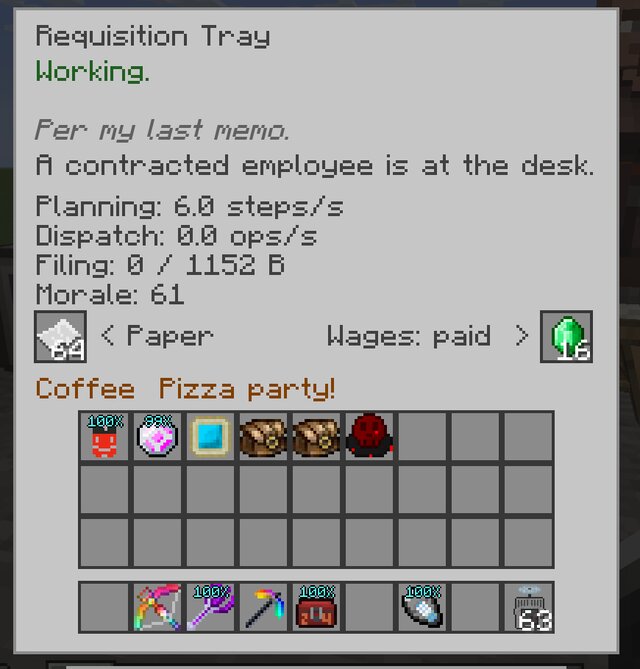 Requisition Tray
Working.
Per my last memo.
A contracted employee is at the desk.
Planning: 6.0 steps/s
Dispatch: 0.0 ops/s
Filing: 0 / 1152 B
Morale: 61
64 < Paper Wages: paid > 16
Coffee Pizza party!
100% 99%
100% 100% 100% 63